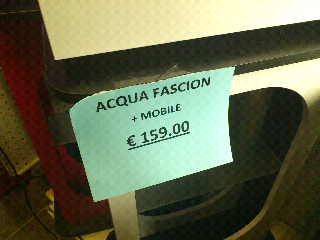 ACQUA FASCION
+ MOBILE
€ 159.00